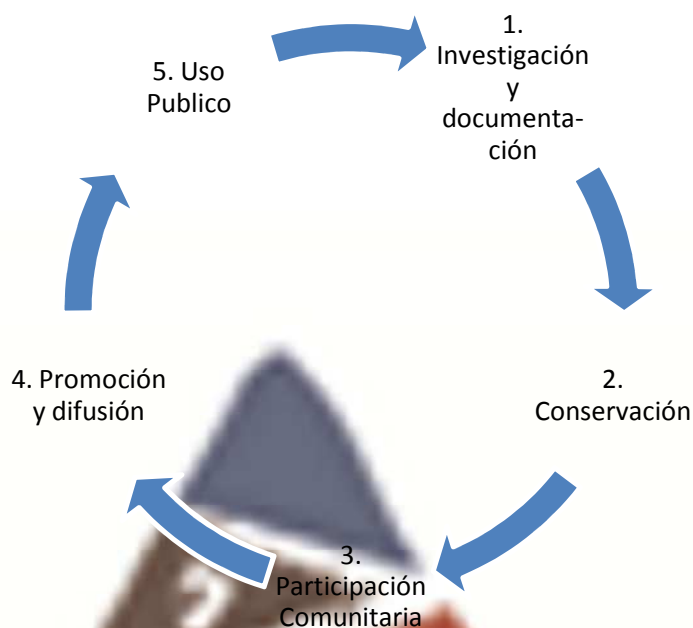 1.
Investigación
y
documenta-
ción
2.
Conservación
3.
Participación
Comunitaria
4. Promoción
y difusión
5. Uso
Publico